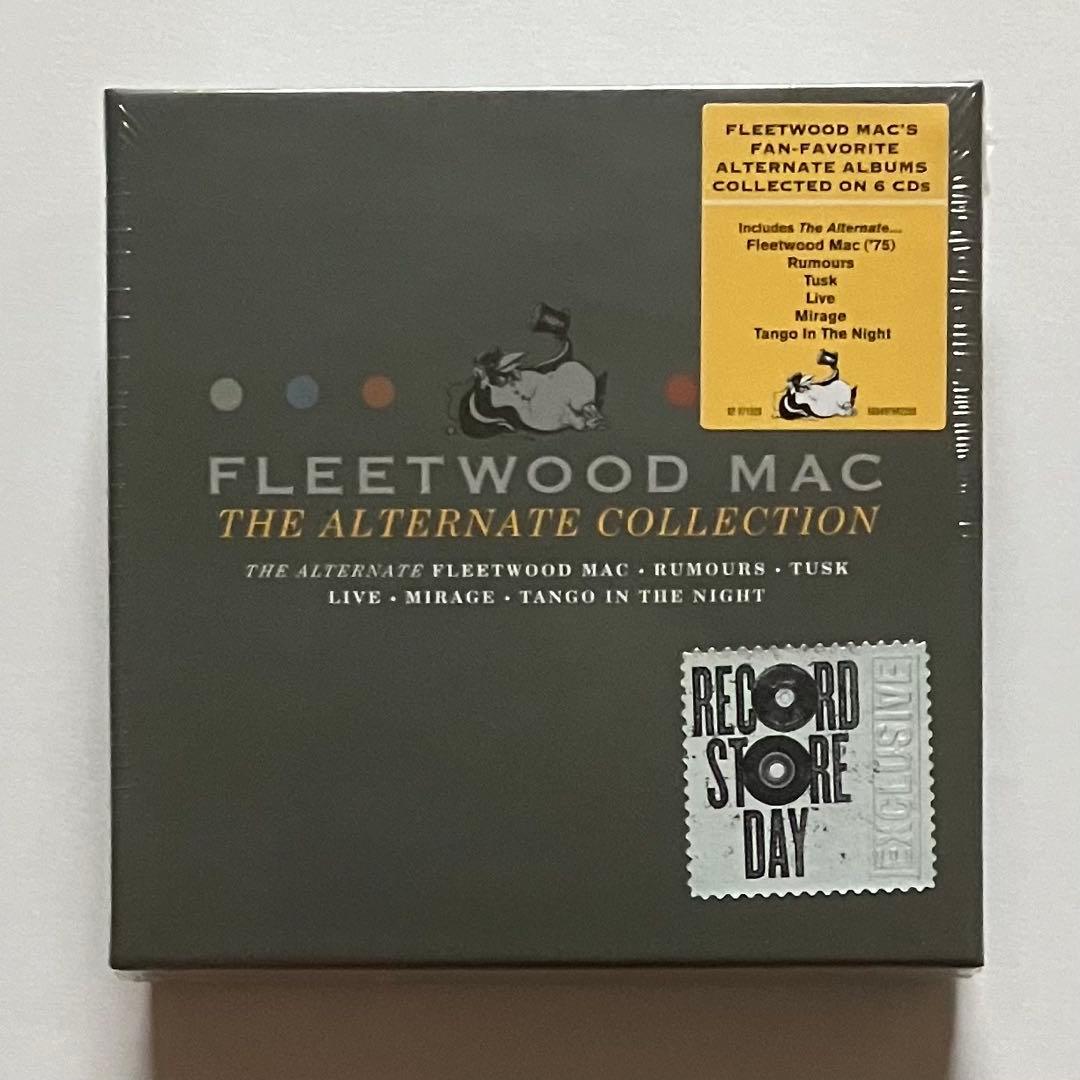 FLEETWOOD MAC'S
FAN-FAVORITE
ALTERNATE ALBUMS
COLLECTED ON 6 CDs
Includes The Alternate...
Fleetwood Mac ('75)
Rumours
Tusk
Live
Mirage
Tango In The Night
FLEETWOOD MAC
THE ALTERNATE COLLECTION
THE ALTERNATE FLEETWOOD MAC • RUMOURS • TUSK
LIVE • MIRAGE • TANGO IN THE NIGHT
RECORD
STORE
DAY
EXCLUSIVE